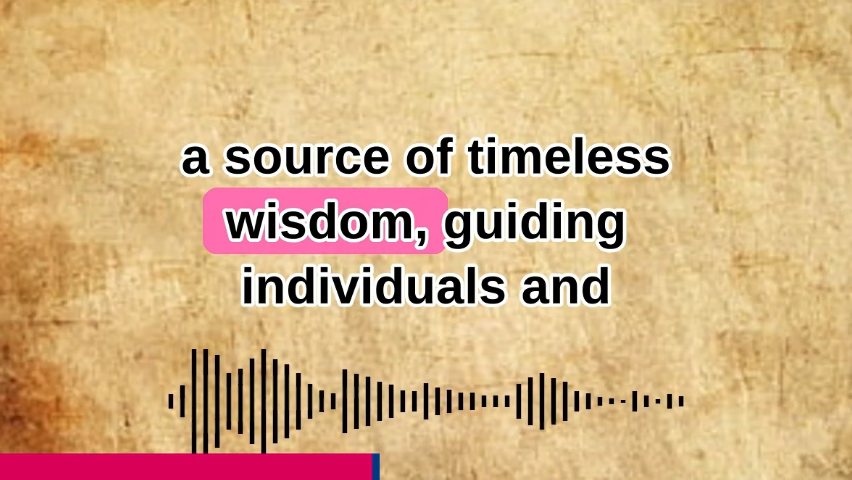 a source of timeless
wisdom, guiding
individuals and